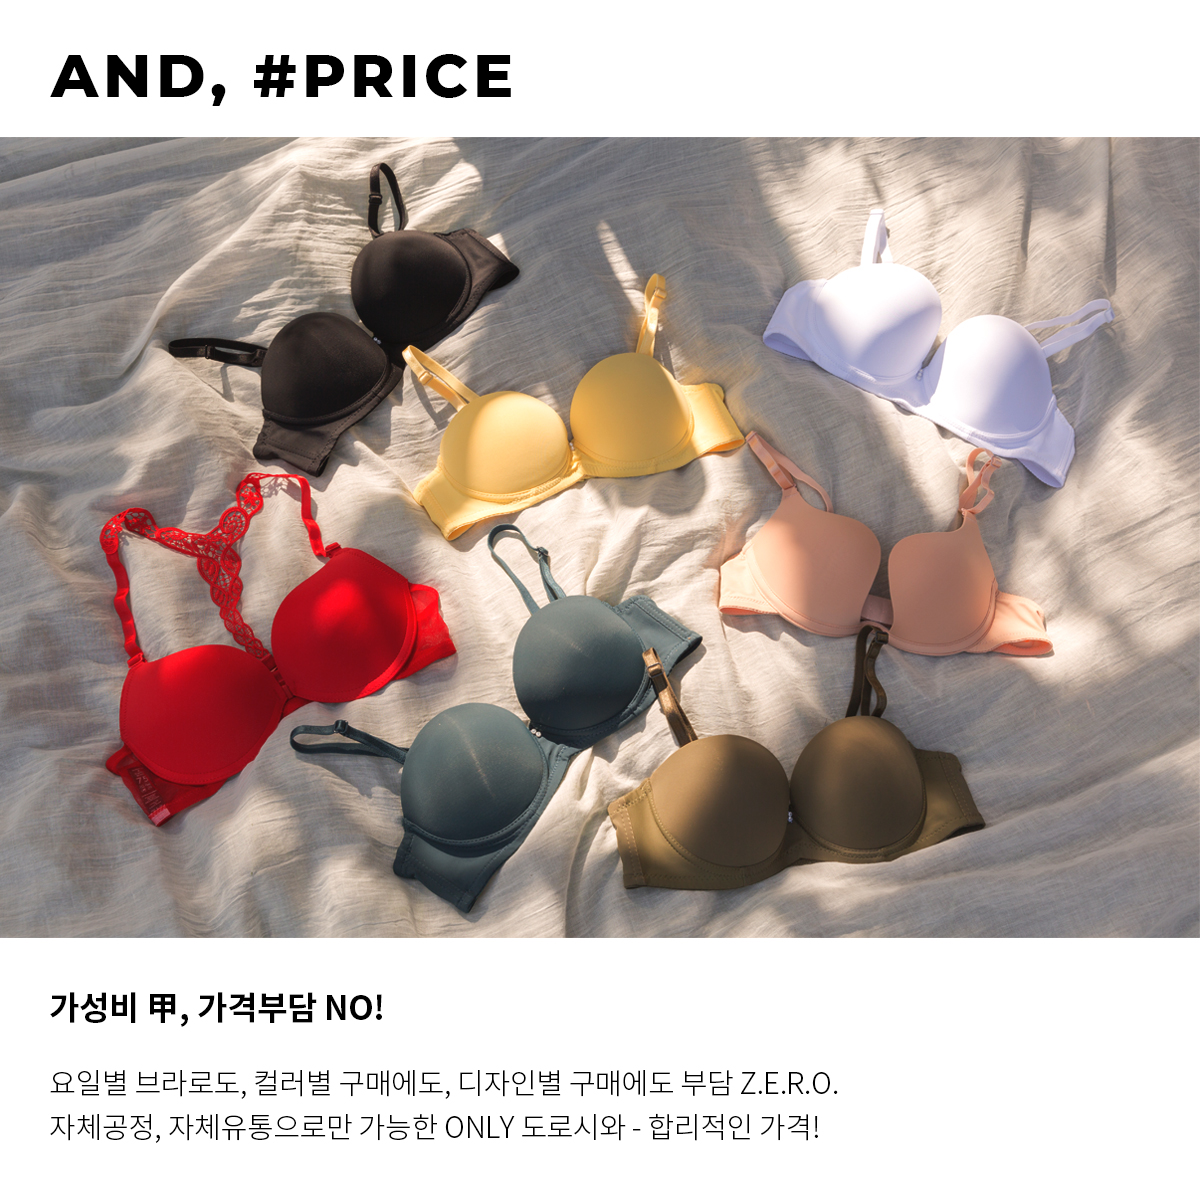 AND, #PRICE
가성비 甲, 가격부담 NO!
요일별 브라로도, 컬러별 구매에도, 디자인별 구매에도 부담 Z.E.R.O.
자체공정, 자체유통으로만 가능한 ONLY 도로시와 - 합리적인 가격!